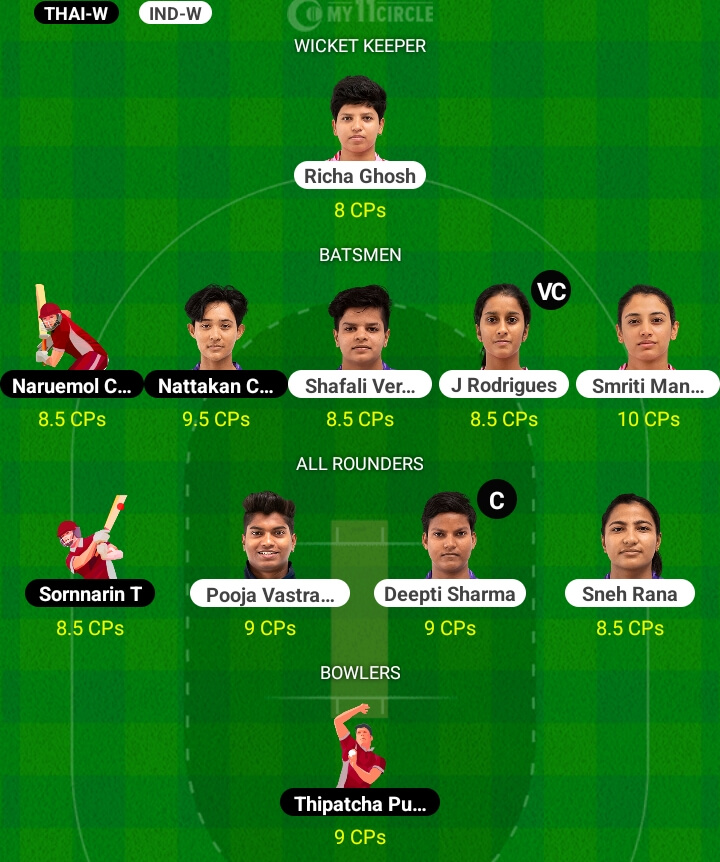 THAI-W IND-W MY11CIRCLE
WICKET KEEPER
Richa Ghosh
8 CPs
BATSMEN
VC
Naruemol C... Nattakan C... Shafali Ver... J Rodrigues Smriti Man...
8.5 CPs 9.5 CPs 8.5 CPs 8.5 CPs 10 CPs
ALL ROUNDERS
C
Sornnarin T Pooja Vastra... Deepti Sharma Sneh Rana
8.5 CPs 9 CPs 9 CPs 8.5 CPs
BOWLERS
Thipatcha Pu...
9 CPs